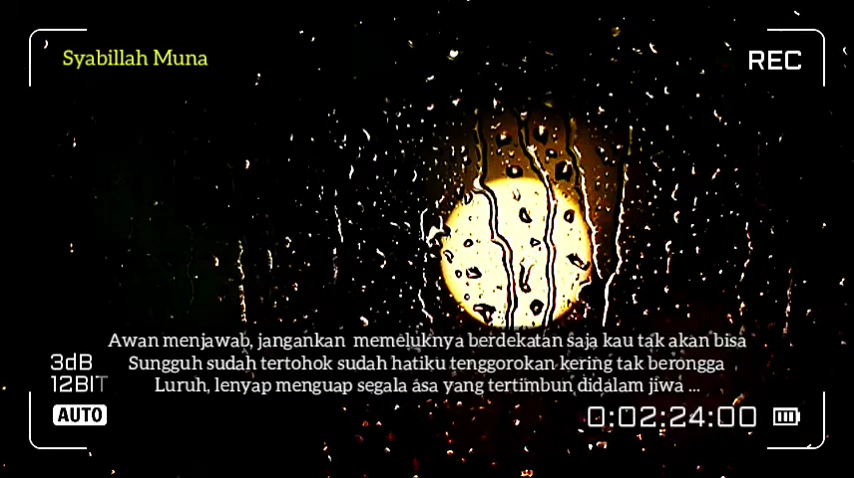 Syabillah Muna
REC
Awan menjawab, jangankan memeluknya berdekatan saja kau tak akan bisa
Sungguh sudah tertohok sudah hatiku tenggorokan kering tak berongga
Luruh, lenyap menguap segala asa yang tertimbun didalam jiwa ...
3dB
12BIT
AUTO
0:02:24:00